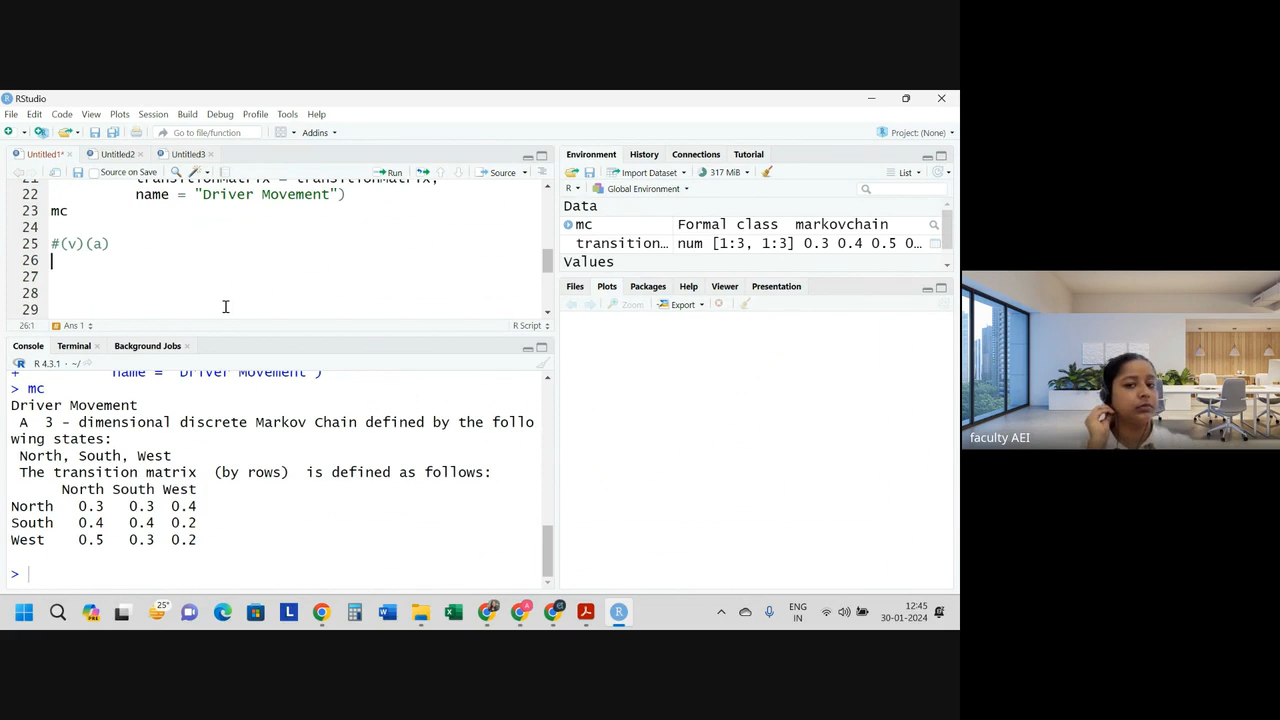 RStudio
File Edit Code View Plots Session Build Debug Profile Tools Help
Go to file/function Addins Project: (None)
Untitled1* Untitled2 Untitled3
Source on Save Run Source
22 name = "Driver Movement")
23 mc
24
25 #(v)(a)
26
27
28
29
26:1 Ans 1 R Script
Console Terminal Background Jobs
R 4.3.1 · ~/
> mc
Driver Movement
A 3 - dimensional discrete Markov Chain defined by the follo
wing states:
North, South, West
The transition matrix (by rows) is defined as follows:
North South West
North 0.3 0.3 0.4
South 0.4 0.4 0.2
West 0.5 0.3 0.2
>
Environment History Connections Tutorial
Import Dataset 317 MiB List
R Global Environment
Data
mc Formal class markovchain
transition… num [1:3, 1:3] 0.3 0.4 0.5 0…
Values
Files Plots Packages Help Viewer Presentation
Zoom Export
faculty AEI
25°
PRE
L
ENG
IN
12:45
30-01-2024